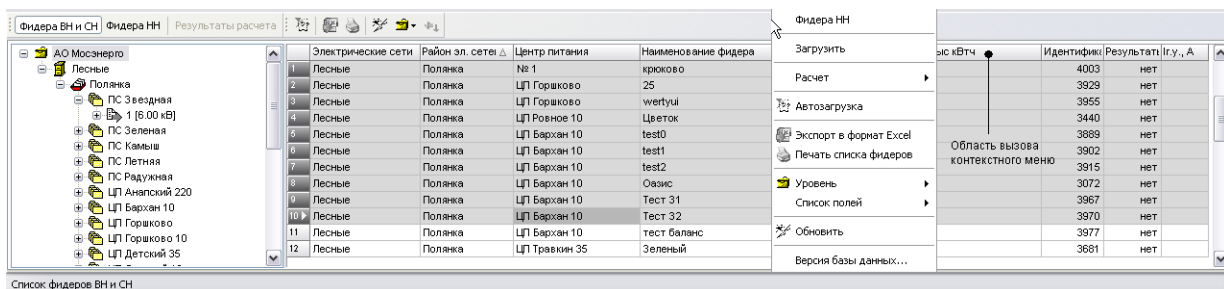 Фидера ВН и СН Фидера НН Результаты расчета
АО Мосэнерго
Лесные
Полянка
ПС Звездная
1 [6.00 кВ]
ПС Зеленая
ПС Камыш
ПС Летняя
ПС Радужная
ЦП Анапский 220
ЦП Бархан 10
ЦП Горшково
ЦП Горшково 10
ЦП Детский 35
Электрические сети Район эл. сетей Центр питания Наименование фидера ыс кВтч Идентифика Результать Iг.у., А
1 Лесные Полянка № 1 крюково 4003 нет
2 Лесные Полянка ЦП Горшково 25 3929 нет
3 Лесные Полянка ЦП Горшково wertyui 3955 нет
4 Лесные Полянка ЦП Ровное 10 Цветок 3440 нет
5 Лесные Полянка ЦП Бархан 10 test0 3889 нет
6 Лесные Полянка ЦП Бархан 10 test1 3902 нет
7 Лесные Полянка ЦП Бархан 10 test2 3915 нет
8 Лесные Полянка ЦП Бархан 10 Оазис 3072 нет
9 Лесные Полянка ЦП Бархан 10 Тест 31 3967 нет
10 Лесные Полянка ЦП Бархан 10 Тест 32 3970 нет
11 Лесные Полянка ЦП Бархан 10 тест баланс 3977 нет
12 Лесные Полянка ЦП Травкин 35 Зеленый 3681 нет
Фидера НН
Загрузить
Расчет
Автозагрузка
Экспорт в формат Excel
Печать списка фидеров
Уровень
Список полей
Обновить
Версия базы данных...
Область вызова
контекстного меню
Список фидеров ВН и СН